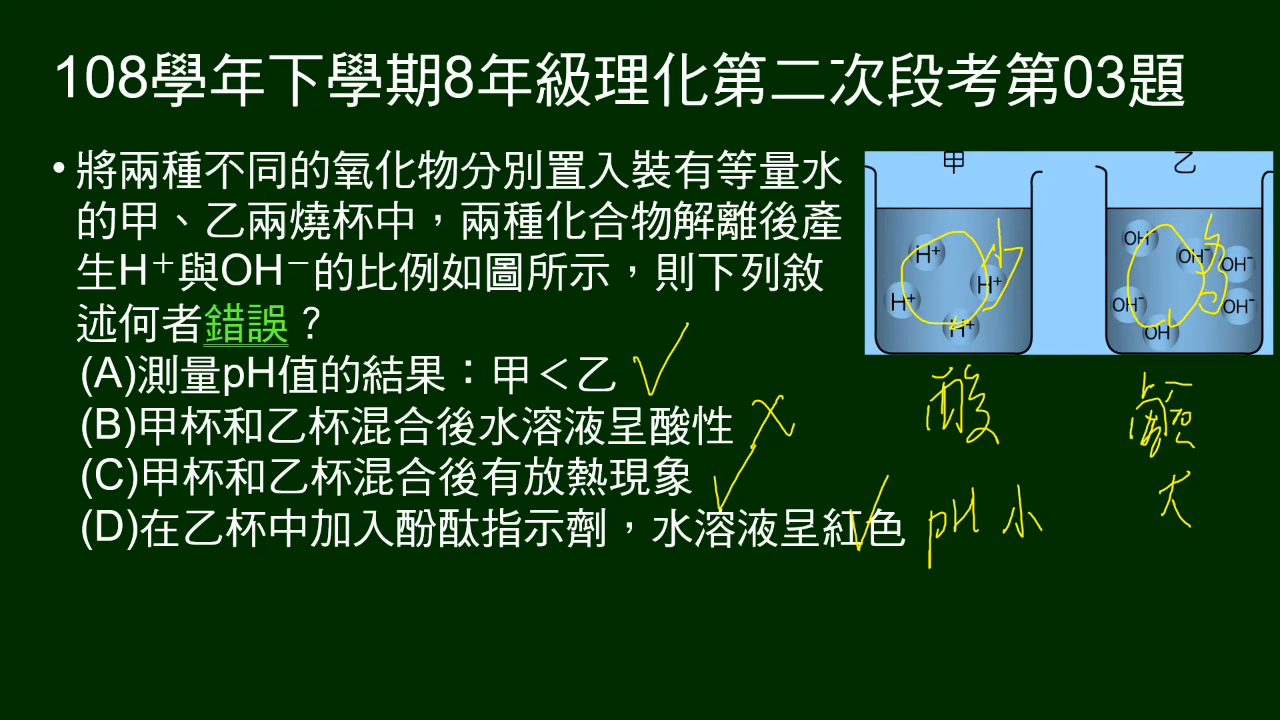 108學年下學期8年級理化第二次段考第03題
• 將兩種不同的氧化物分別置入裝有等量水
的甲、乙兩燒杯中，兩種化合物解離後產
生H⁺與OH⁻的比例如圖所示，則下列敘
述何者錯誤？
(A)測量pH值的結果：甲＜乙
(B)甲杯和乙杯混合後水溶液呈酸性
(C)甲杯和乙杯混合後有放熱現象
(D)在乙杯中加入酚酞指示劑，水溶液呈紅色
甲
H⁺
H⁺
H⁺
H⁺
少
乙
OH⁻
OH⁻
OH⁻
OH⁻
OH⁻
OH
多
酸
鹼
pH 小
大